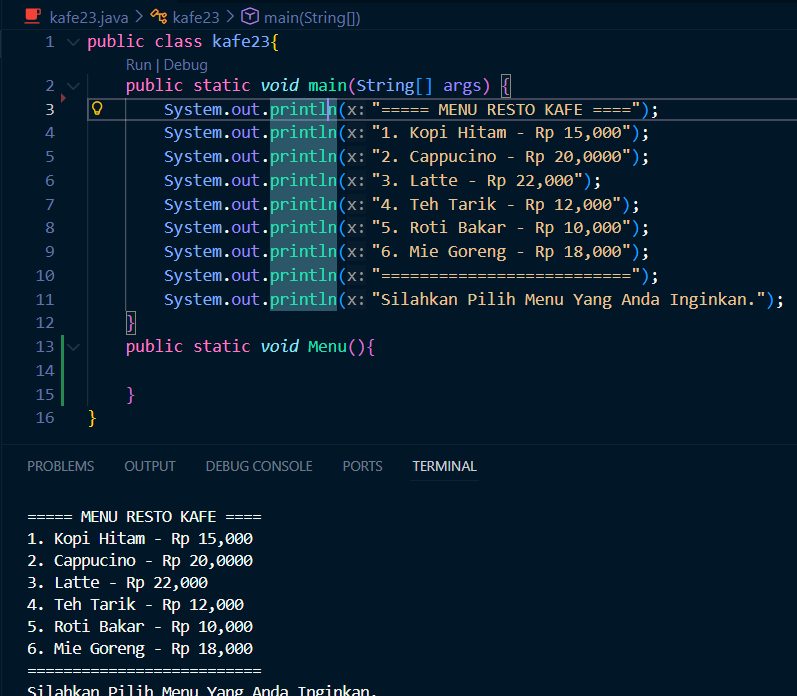 kafe23.java > kafe23 > main(String[])
1 public class kafe23{
Run | Debug
2 public static void main(String[] args) {
3 System.out.println(x: "===== MENU RESTO KAFE ====");
4 System.out.println(x: "1. Kopi Hitam - Rp 15,000");
5 System.out.println(x: "2. Cappucino - Rp 20,0000");
6 System.out.println(x: "3. Latte - Rp 22,000");
7 System.out.println(x: "4. Teh Tarik - Rp 12,000");
8 System.out.println(x: "5. Roti Bakar - Rp 10,000");
9 System.out.println(x: "6. Mie Goreng - Rp 18,000");
10 System.out.println(x: "==========================");
11 System.out.println(x: "Silahkan Pilih Menu Yang Anda Inginkan.");
12 }
13 public static void Menu(){
14
15 }
16 }
PROBLEMS OUTPUT DEBUG CONSOLE PORTS TERMINAL
===== MENU RESTO KAFE ====
1. Kopi Hitam - Rp 15,000
2. Cappucino - Rp 20,0000
3. Latte - Rp 22,000
4. Teh Tarik - Rp 12,000
5. Roti Bakar - Rp 10,000
6. Mie Goreng - Rp 18,000
==========================
Silahkan Pilih Menu Yang Anda Inginkan.